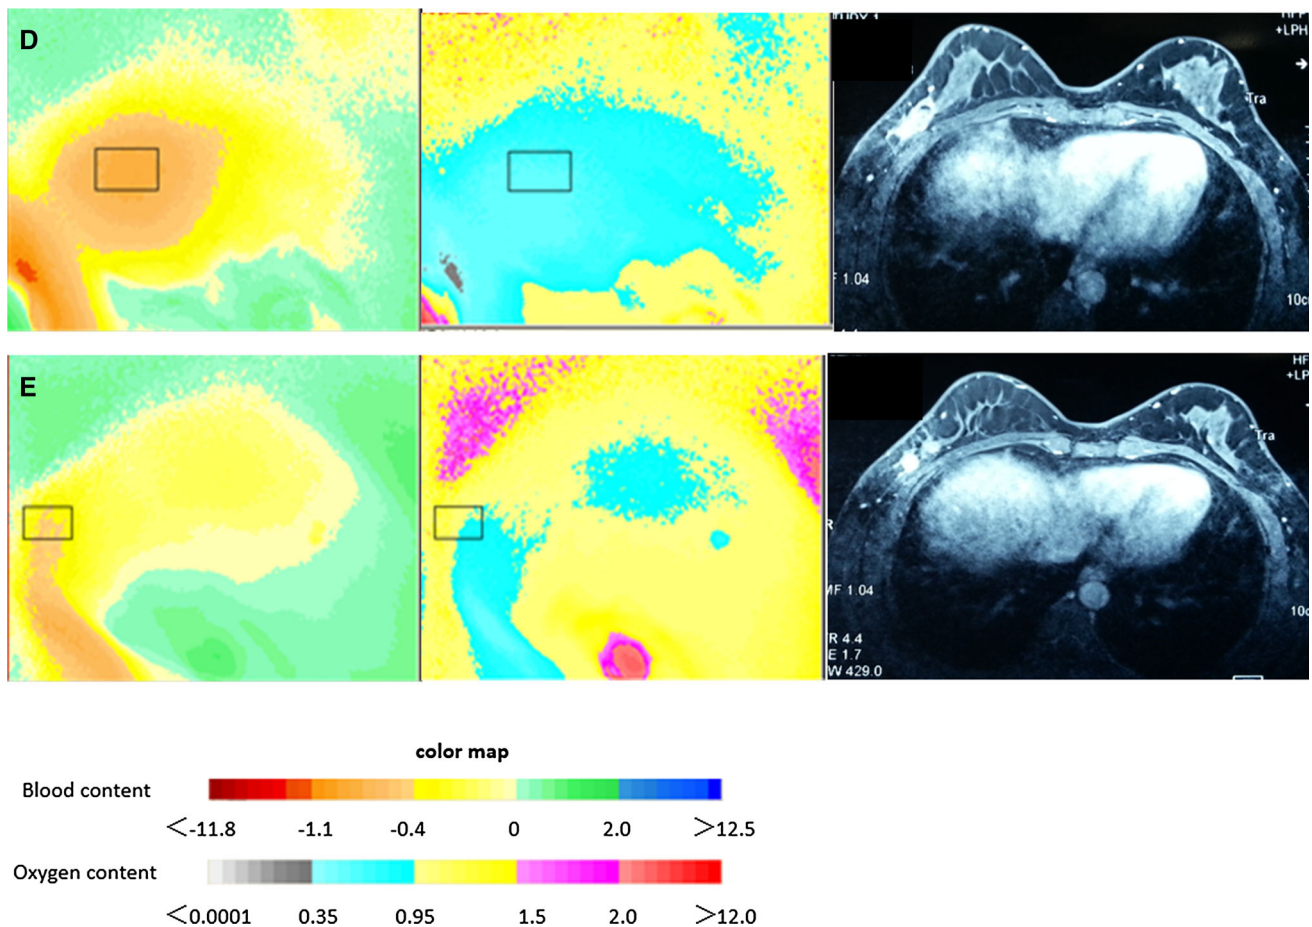 D
+LPH
Tra
F 1.04
E
HF
+LP
Tra
R
MF 1.04
R 4.4
E 1.7
W 429.0
color map
Blood content
<-11.8 -1.1 -0.4 0 2.0 >12.5
Oxygen content
<0.0001 0.35 0.95 1.5 2.0 >12.0